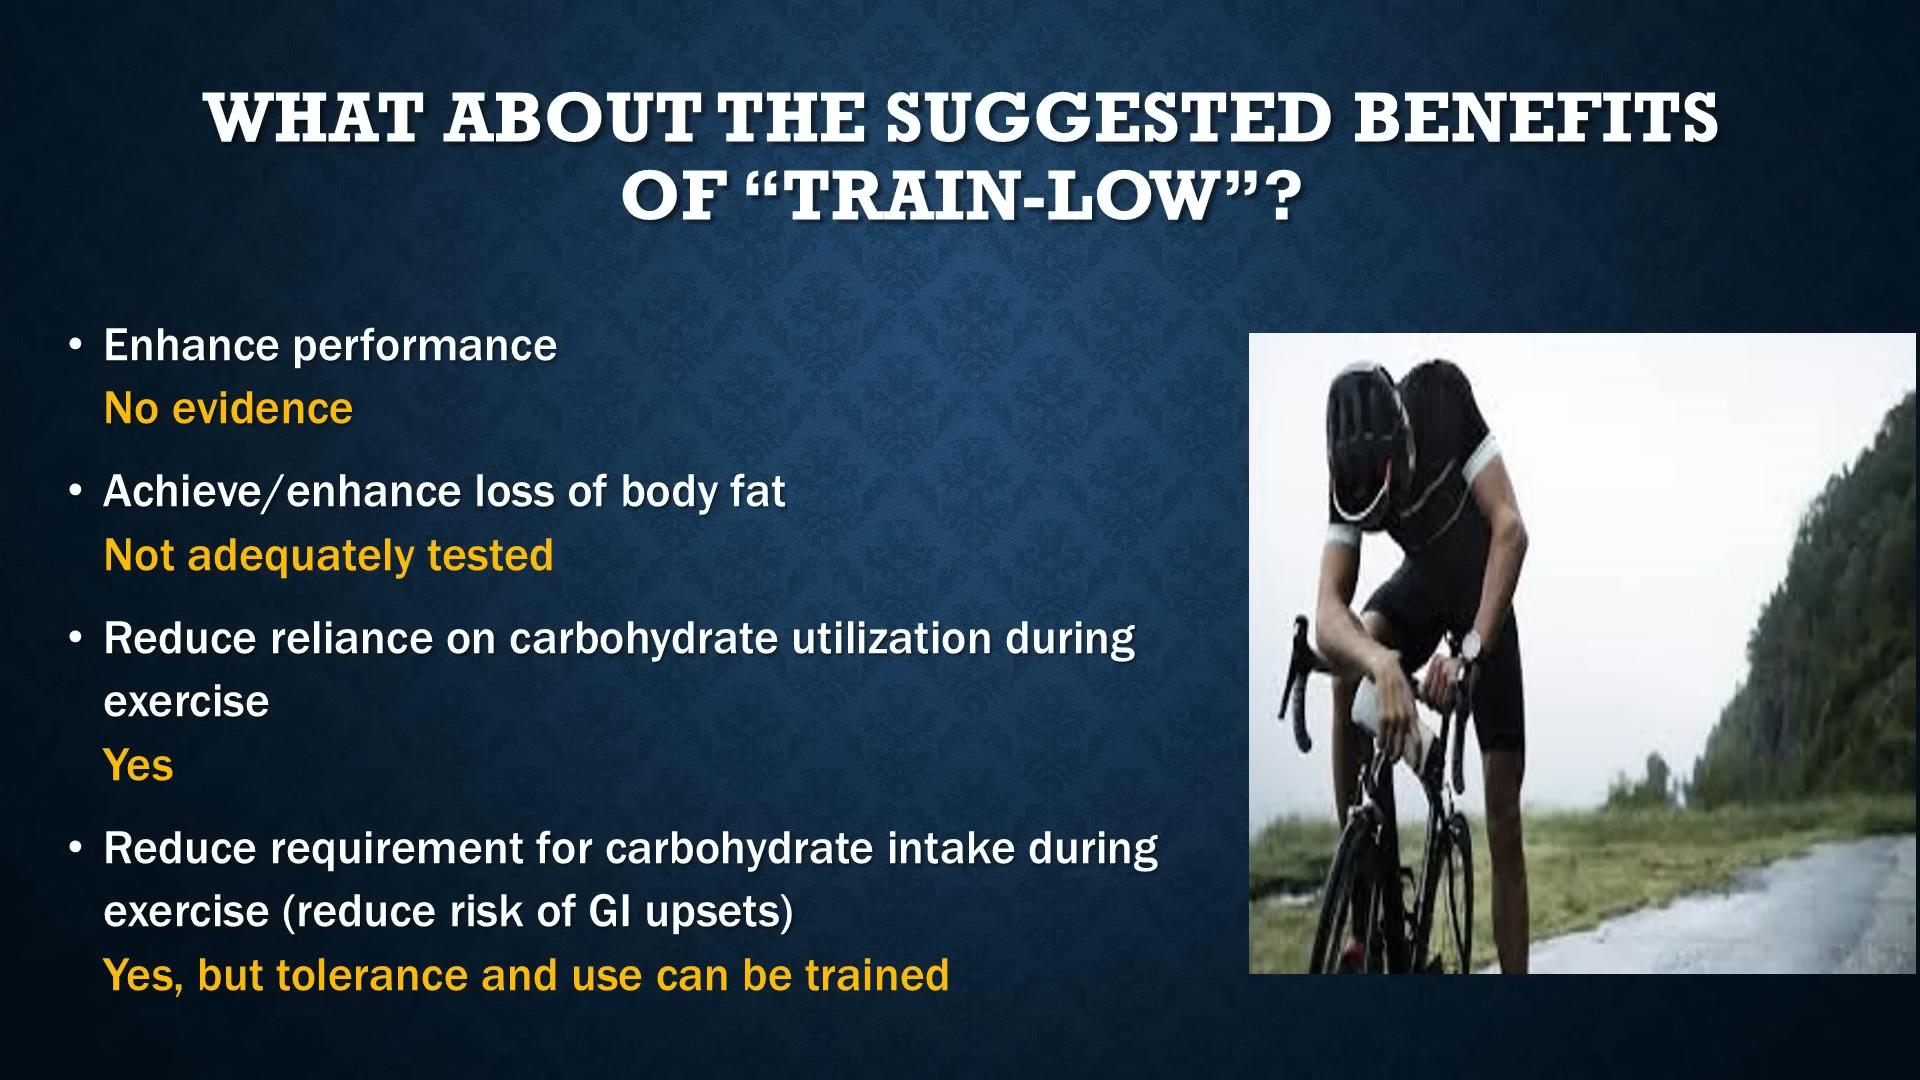 WHAT ABOUT THE SUGGESTED BENEFITS
OF “TRAIN-LOW”?
• Enhance performance
No evidence
• Achieve/enhance loss of body fat
Not adequately tested
• Reduce reliance on carbohydrate utilization during
exercise
Yes
• Reduce requirement for carbohydrate intake during
exercise (reduce risk of GI upsets)
Yes, but tolerance and use can be trained